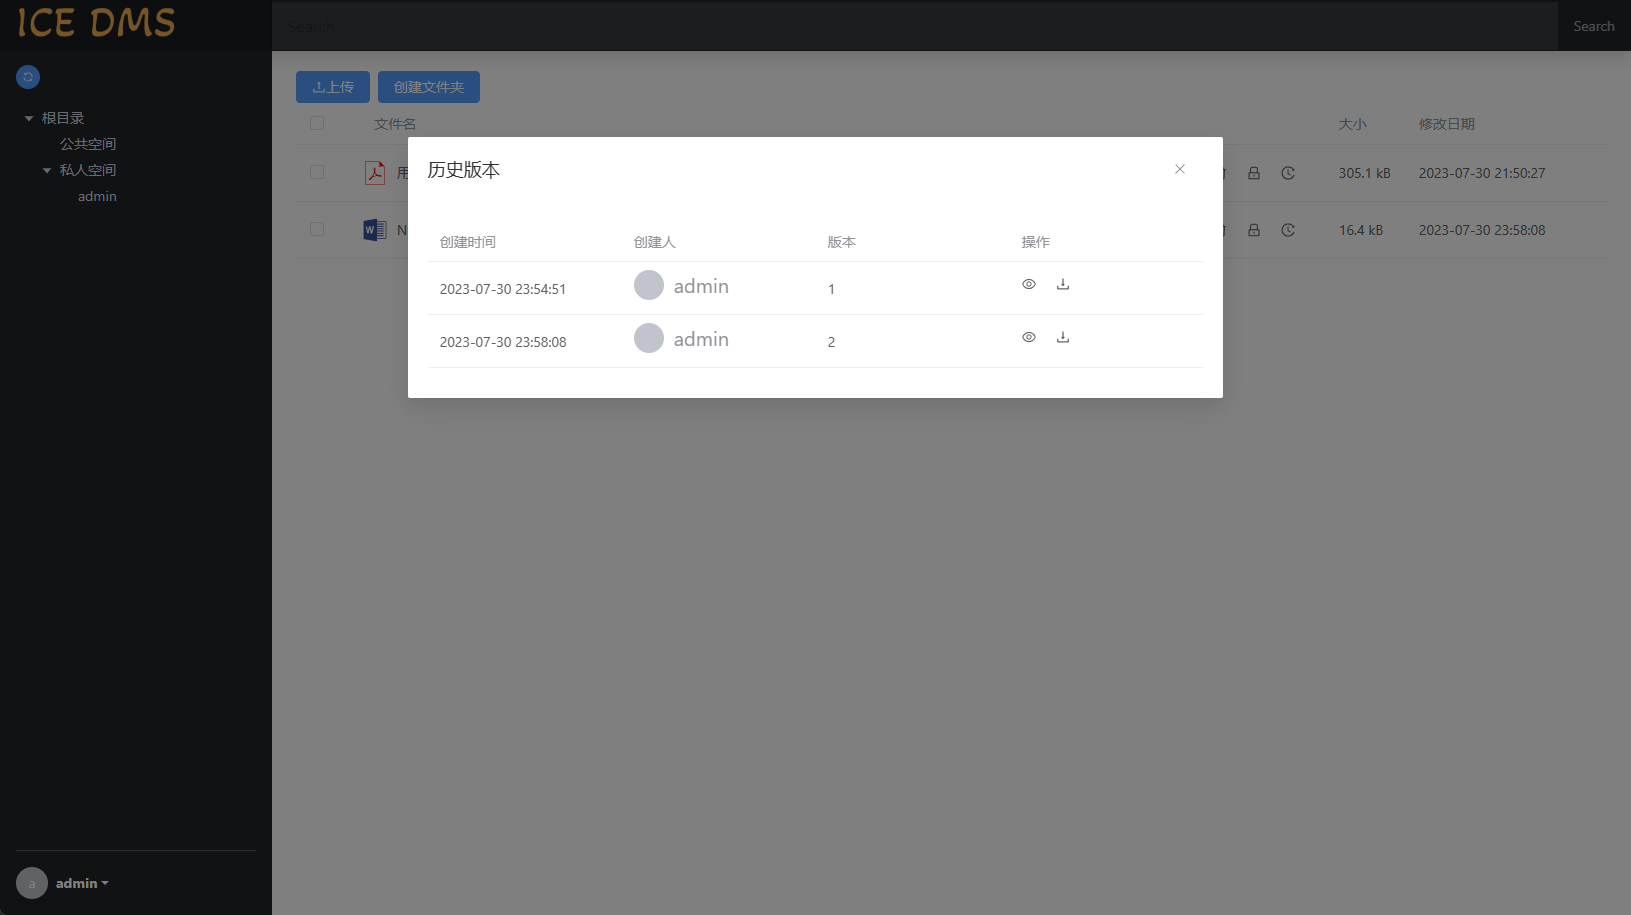 ICE DMS
Search
Search
上传
创建文件夹
根目录
公共空间
私人空间
admin
文件名
大小
修改日期
用
305.1 kB
2023-07-30 21:50:27
W
N
16.4 kB
2023-07-30 23:58:08
历史版本
创建时间
创建人
版本
操作
2023-07-30 23:54:51
admin
1
2023-07-30 23:58:08
admin
2
a
admin